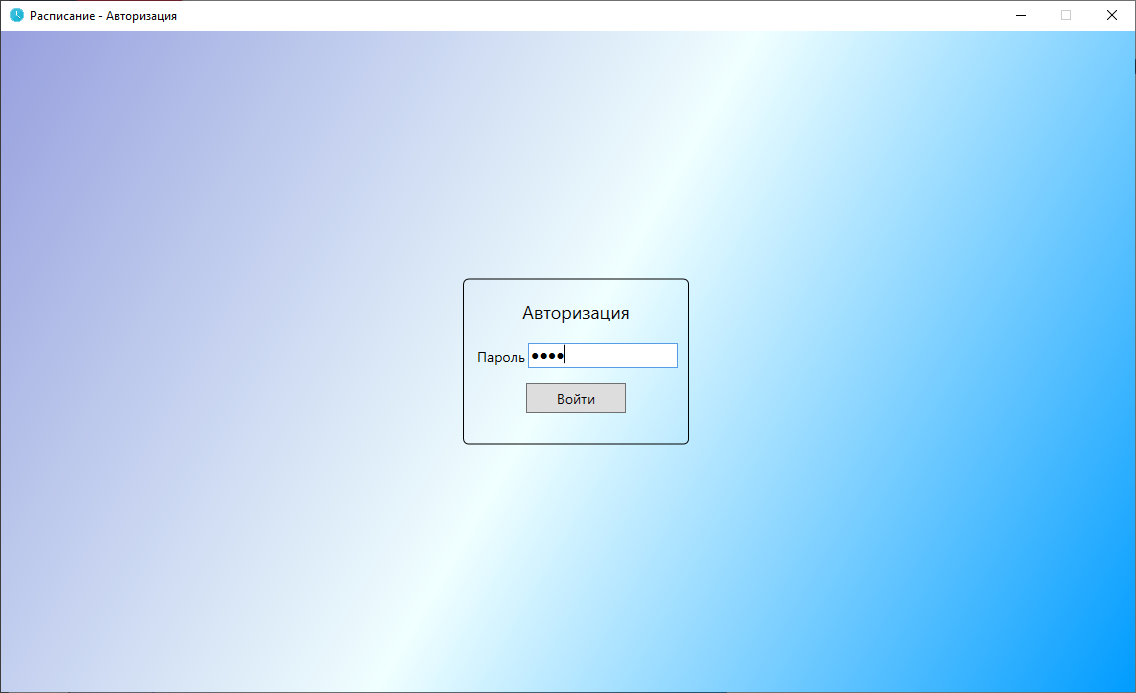 Расписание - Авторизация
Авторизация
Пароль ••••
Войти